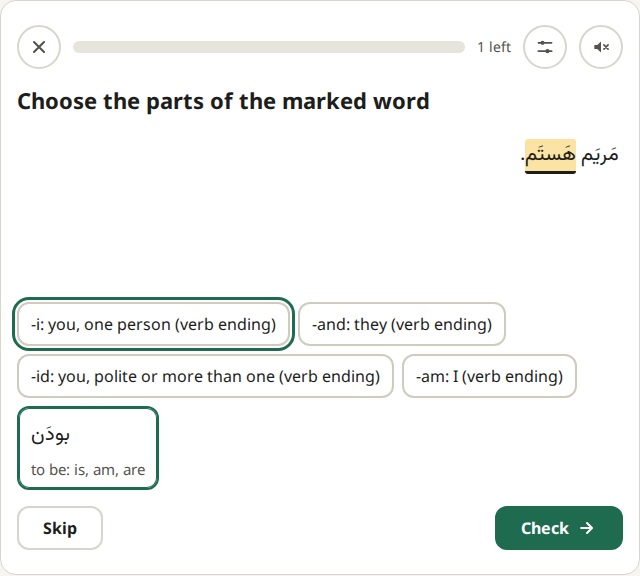 1 left
Choose the parts of the marked word
مَریَم هَستَم.
-i: you, one person (verb ending)
-and: they (verb ending)
-id: you, polite or more than one (verb ending)
-am: I (verb ending)
بودَن
to be: is, am, are
Skip
Check →